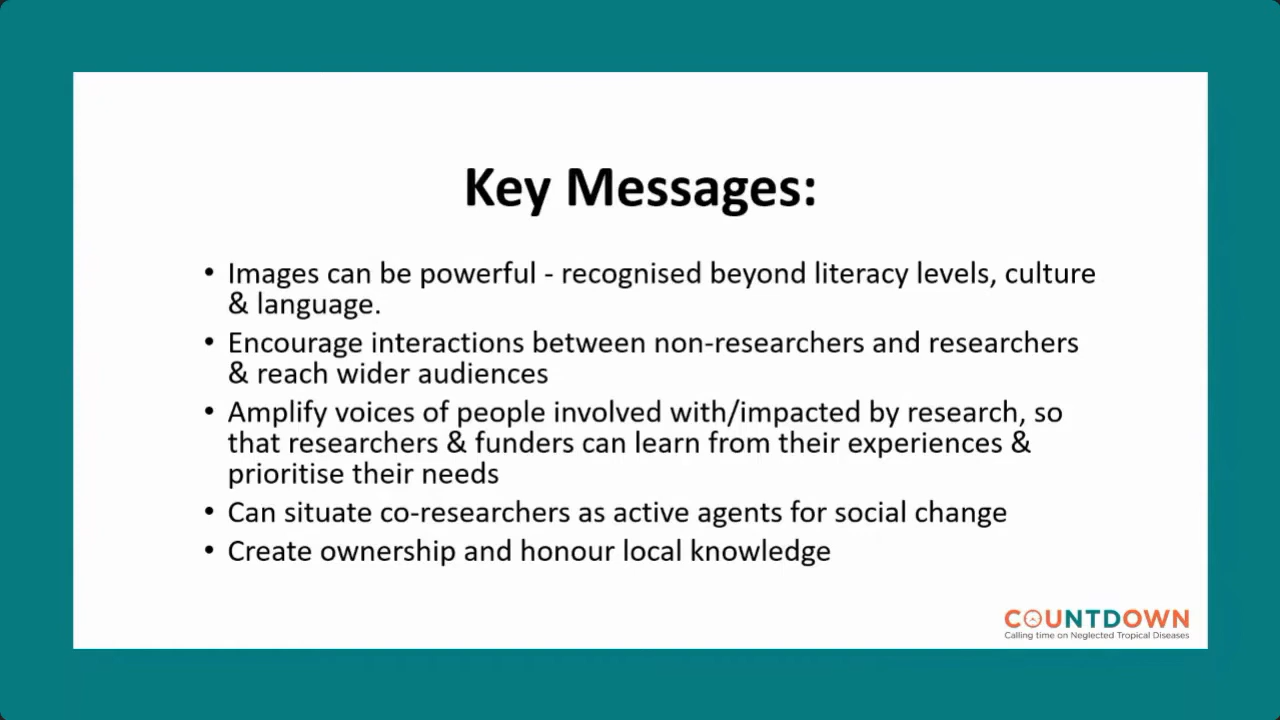 Key Messages:
• Images can be powerful - recognised beyond literacy levels, culture
& language.
• Encourage interactions between non-researchers and researchers
& reach wider audiences
• Amplify voices of people involved with/impacted by research, so
that researchers & funders can learn from their experiences &
prioritise their needs
• Can situate co-researchers as active agents for social change
• Create ownership and honour local knowledge
COUNTDOWN
Calling time on Neglected Tropical Diseases